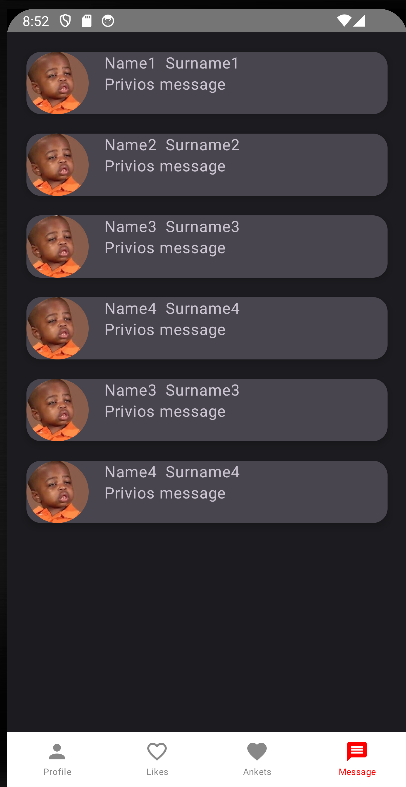 8:52
Name1 Surname1
Privios message
Name2 Surname2
Privios message
Name3 Surname3
Privios message
Name4 Surname4
Privios message
Name3 Surname3
Privios message
Name4 Surname4
Privios message
Profile Likes Ankets Message